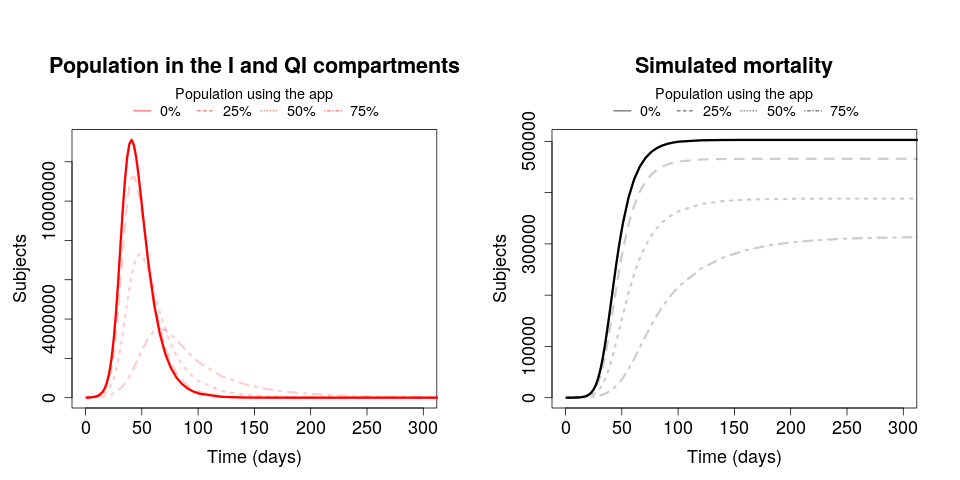 Population in the I and QI compartments
Population using the app
0% 25% 50% 75%
Subjects
0 4000000 10000000
0 50 100 150 200 250 300
Time (days)
Simulated mortality
Population using the app
0% 25% 50% 75%
Subjects
0 100000 300000 500000
0 50 100 150 200 250 300
Time (days)